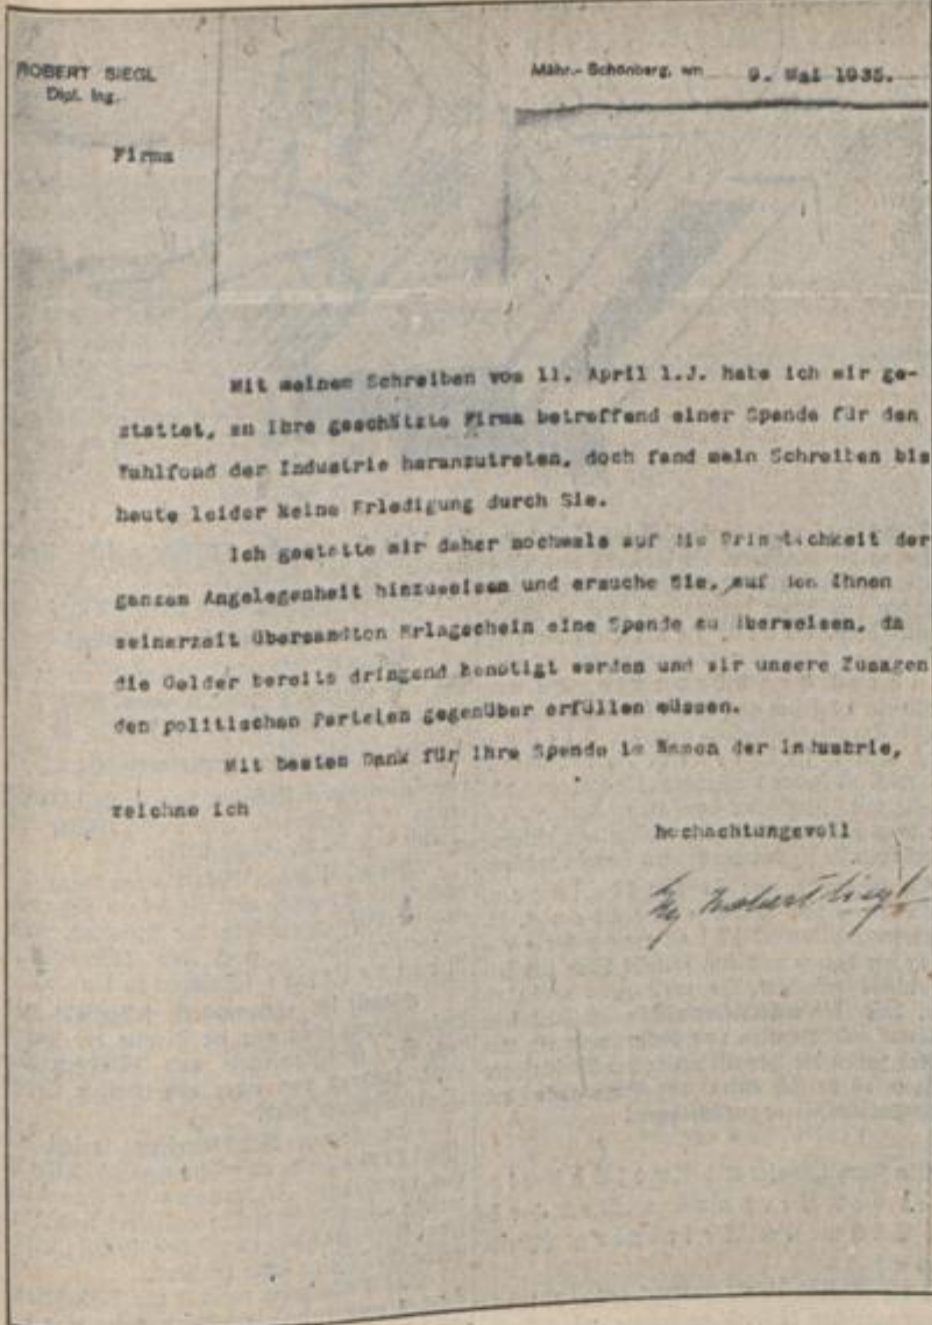 ROBERT SIEGL
Dipl. Ing.
Mähr.- Schönberg, am 9. Mai 1935.
Firma
Mit meinem Schreiben vom 11. April l.J. habe ich mir ge-
stattet, an Ihre geschätzte Firma betreffend einer Spende für den
Wahlfond der Industrie heranzutreten, doch fand mein Schreiben bis
heute leider keine Erledigung durch Sie.
Ich gestatte mir daher nochmals auf die Dringlichkeit der
ganzen Angelegenheit hinzuweisen und ersuche Sie, auf den Ihnen
seinerzeit übersandten Erlagschein eine Spende zu überweisen, da
die Gelder bereits dringend benötigt werden und wir unsere Zusagen
den politischen Parteien gegenüber erfüllen müssen.
Mit besten Dank für Ihre Spende im Namen der Industrie,
zeichne ich
hochachtungsvoll
Ing. Robert Siegl